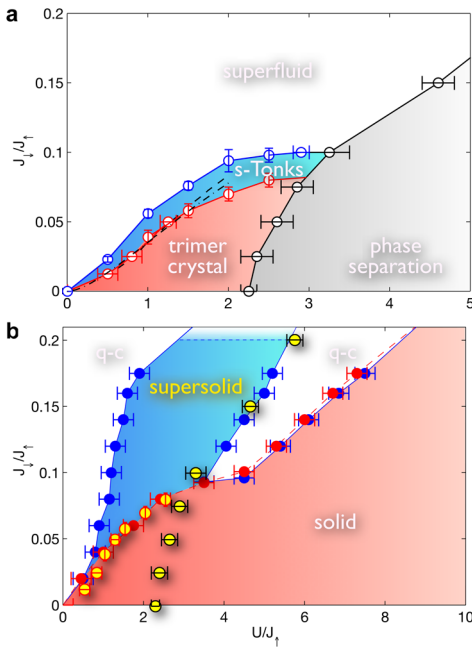 a
0.2
0.15
0.1
0.05
0
J↓/J↑
superfluid
s-Tonks
trimer
crystal
phase
separation
0 1 2 3 4 5
b
0.2
0.15
0.1
0.05
0
J↓/J↑
q-c
q-c
supersolid
solid
0 2 4 6 8 10
U/J↑